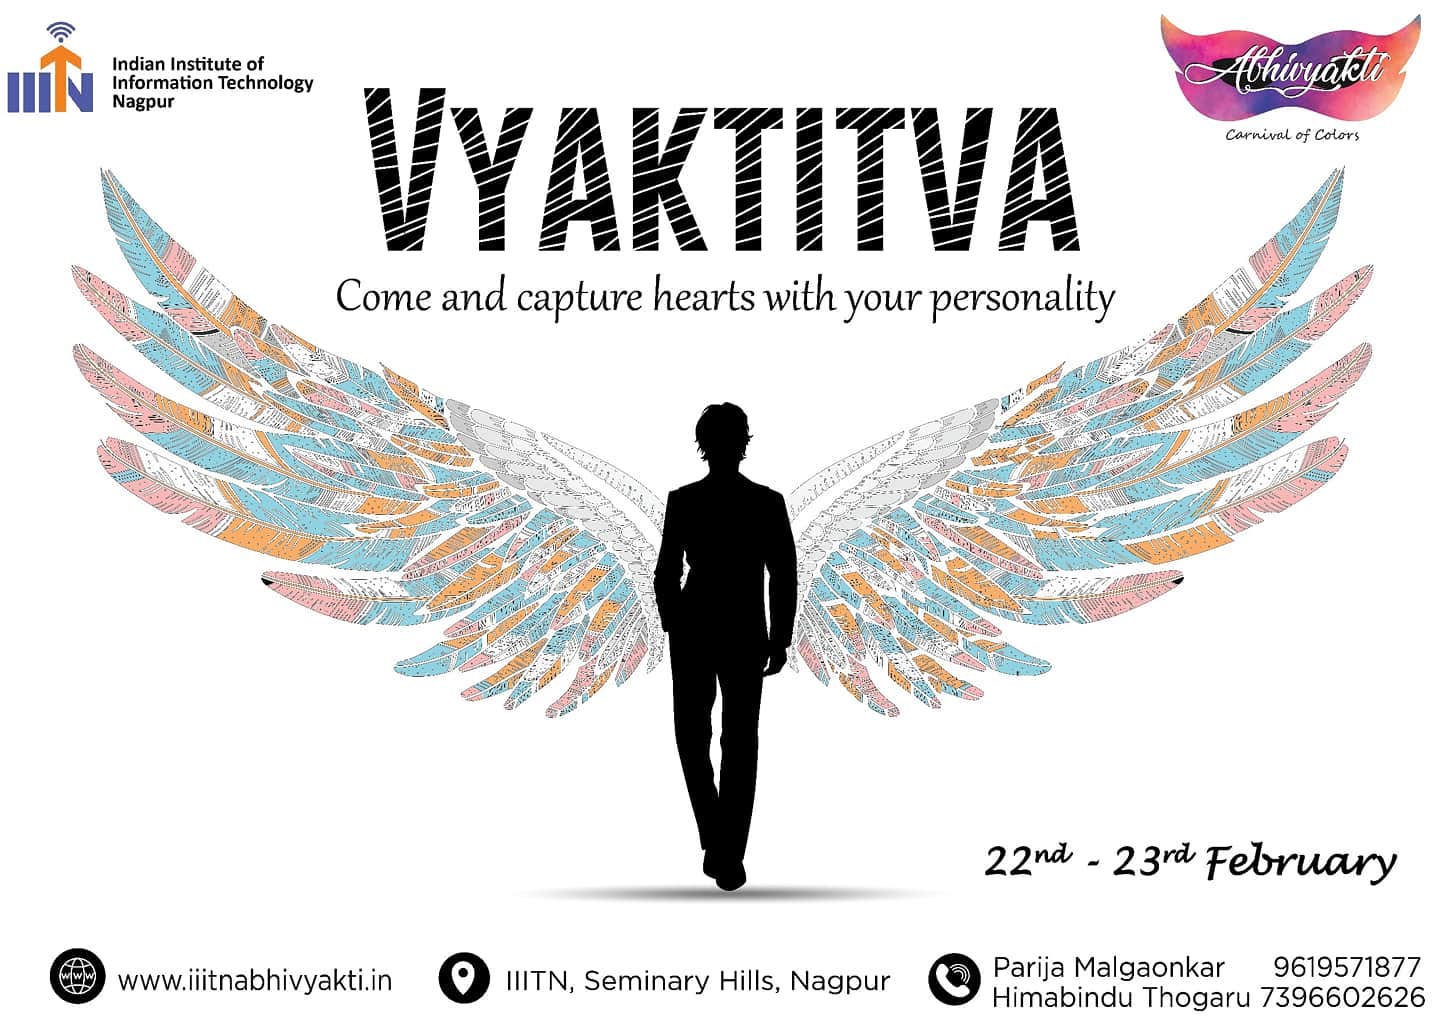 IIITN
Indian Institute of
Information Technology
Nagpur
Abhivyakti
Carnival of Colors
VYAKTITVA
Come and capture hearts with your personality
22nd - 23rd February
www
www.iiitnabhivyakti.in
IIITN, Seminary Hills, Nagpur
Parija Malgaonkar 9619571877
Himabindu Thogaru 7396602626